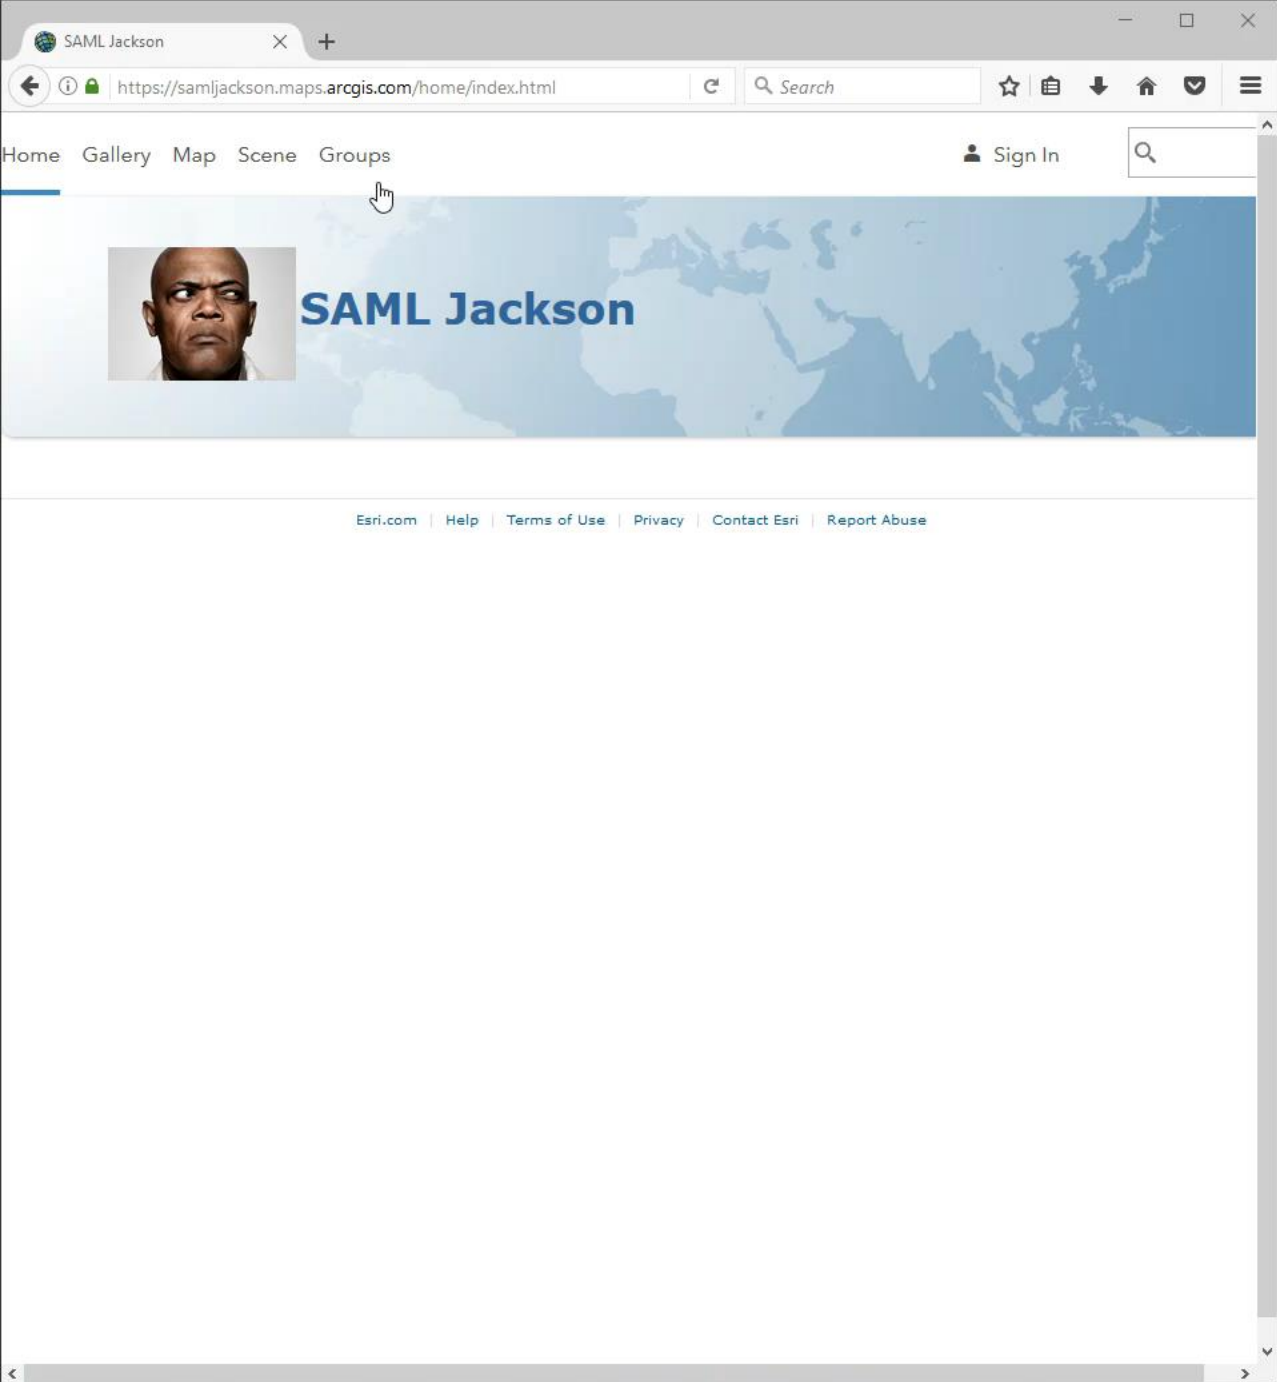 SAML Jackson
https://samljackson.maps.arcgis.com/home/index.html
Search
Home Gallery Map Scene Groups Sign In
SAML Jackson
Esri.com | Help | Terms of Use | Privacy | Contact Esri | Report Abuse